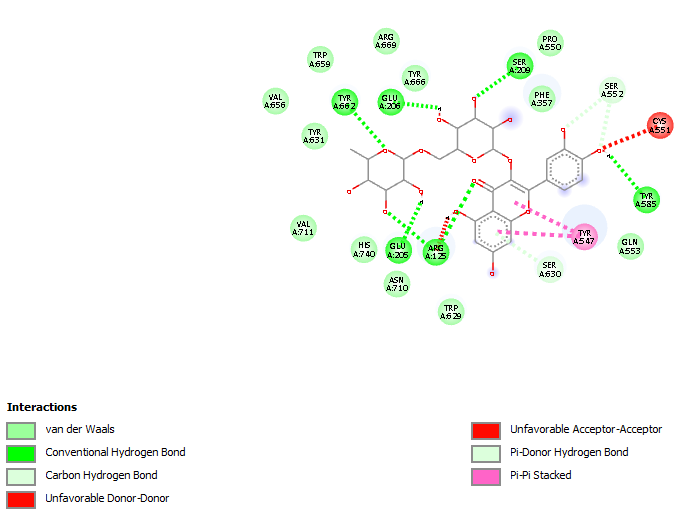 ARG
A:669
PRO
A:550
TRP
A:659
SER
A:209
TYR
A:666
SER
A:552
VAL
A:656
TYR
A:662
GLU
A:206
PHE
A:357
CYS
A:551
TYR
A:631
TYR
A:585
VAL
A:711
HIS
A:740
GLU
A:205
ARG
A:125
TYR
A:547
GLN
A:553
ASN
A:710
SER
A:630
TRP
A:629
Interactions
van der Waals
Conventional Hydrogen Bond
Carbon Hydrogen Bond
Unfavorable Donor-Donor
Unfavorable Acceptor-Acceptor
Pi-Donor Hydrogen Bond
Pi-Pi Stacked